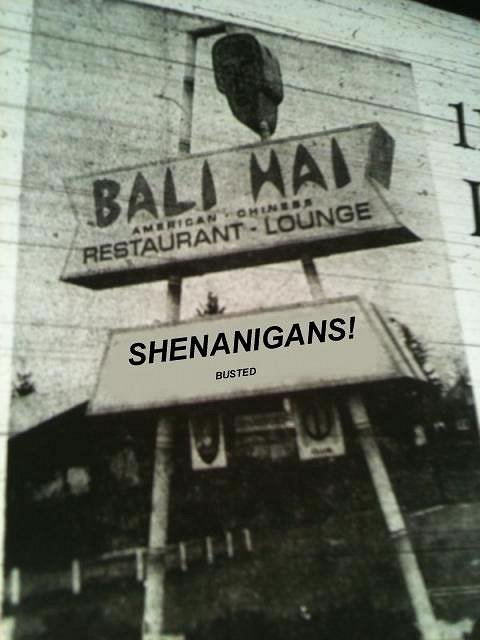 BALI HAI
AMERICAN - CHINESE
RESTAURANT - LOUNGE
SHENANIGANS!
BUSTED